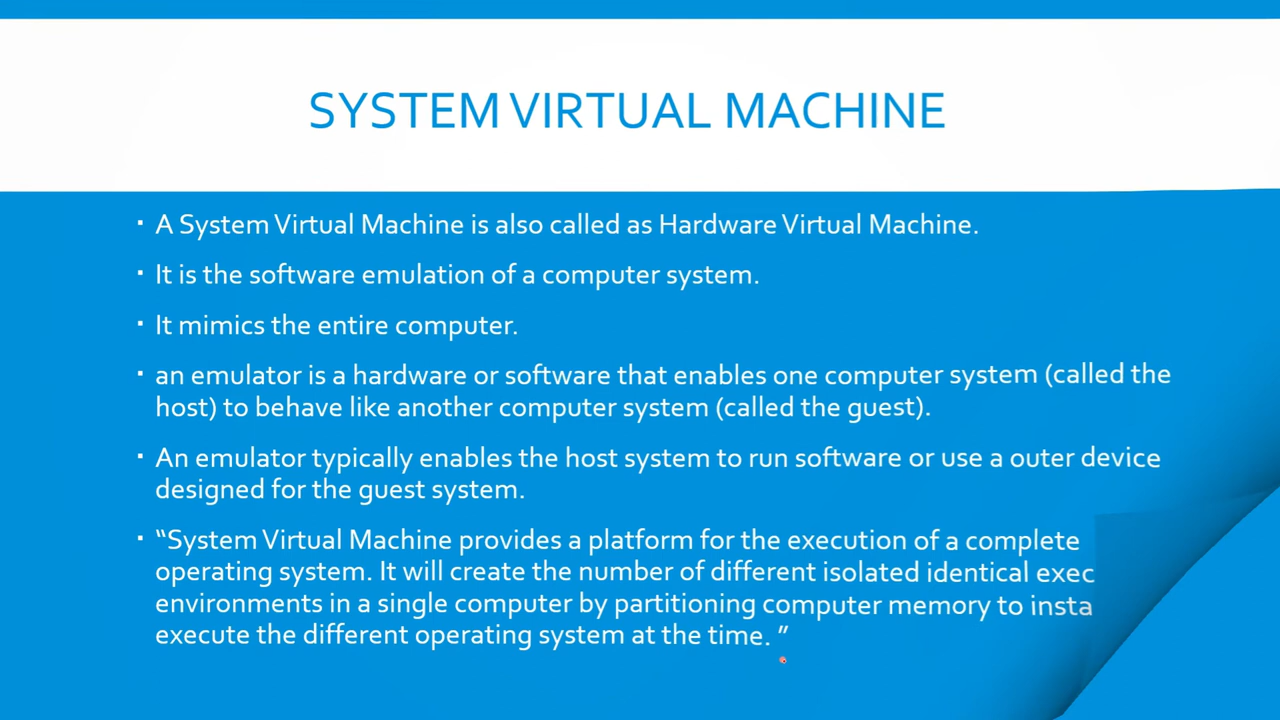 SYSTEM VIRTUAL MACHINE
▪ A System Virtual Machine is also called as Hardware Virtual Machine.
▪ It is the software emulation of a computer system.
▪ It mimics the entire computer.
▪ an emulator is a hardware or software that enables one computer system (called the
host) to behave like another computer system (called the guest).
▪ An emulator typically enables the host system to run software or use a outer device
designed for the guest system.
▪ “System Virtual Machine provides a platform for the execution of a complete
operating system. It will create the number of different isolated identical exec
environments in a single computer by partitioning computer memory to insta
execute the different operating system at the time. ”